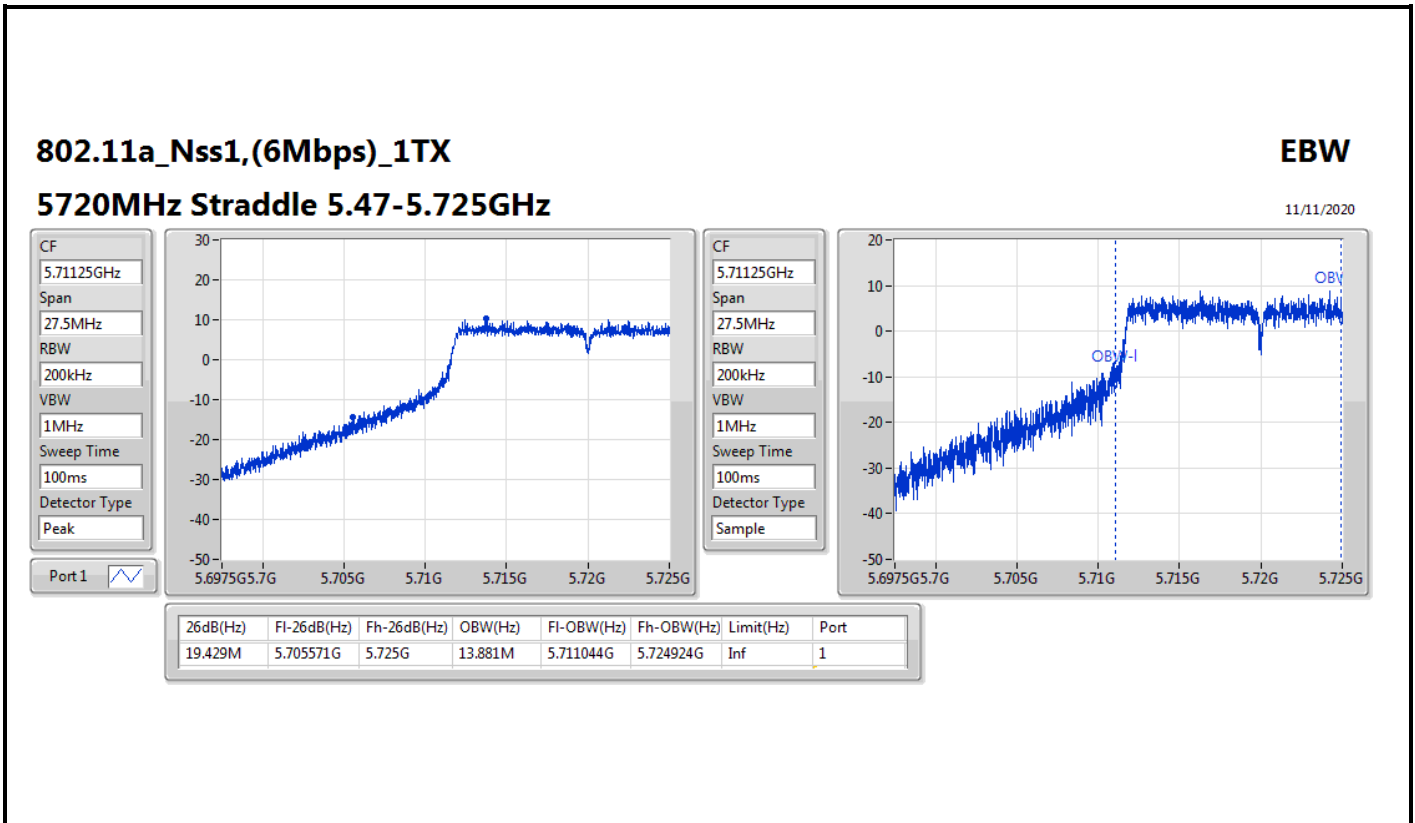 802.11a_Nss1,(6Mbps)_1TX
EBW
5720MHz Straddle 5.47-5.725GHz
11/11/2020
CF
5.71125GHz
Span
27.5MHz
RBW
200kHz
VBW
1MHz
Sweep Time
100ms
Detector Type
Peak
Port 1
30
20
10
0
-10
-20
-30
-40
-50
5.6975G 5.7G 5.705G 5.71G 5.715G 5.72G 5.725G
CF
5.71125GHz
Span
27.5MHz
RBW
200kHz
VBW
1MHz
Sweep Time
100ms
Detector Type
Sample
20
10
0
-10
-20
-30
-40
-50
OBW-l
OBW
5.6975G 5.7G 5.705G 5.71G 5.715G 5.72G 5.725G
26dB(Hz) Fl-26dB(Hz) Fh-26dB(Hz) OBW(Hz) Fl-OBW(Hz) Fh-OBW(Hz) Limit(Hz) Port
19.429M 5.705571G 5.725G 13.881M 5.711044G 5.724924G Inf 1